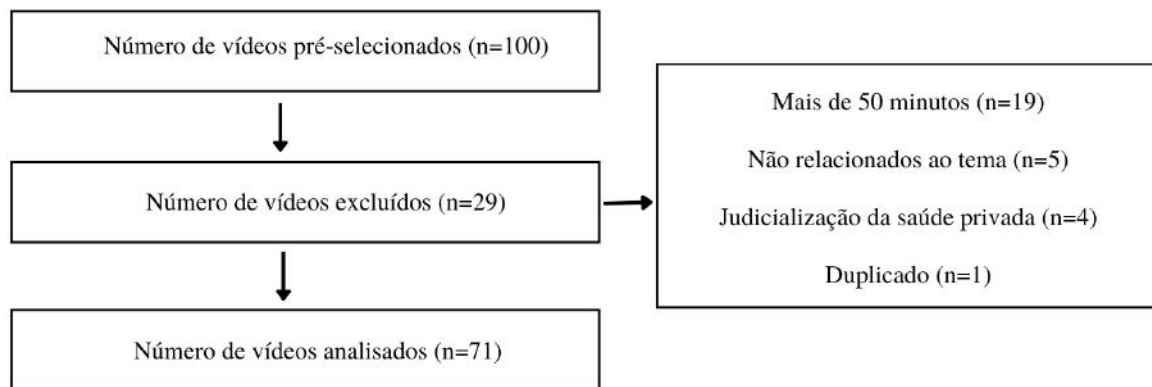 Número de vídeos pré-selecionados (n=100)
Número de vídeos excluídos (n=29)
Mais de 50 minutos (n=19)
Não relacionados ao tema (n=5)
Judicialização da saúde privada (n=4)
Duplicado (n=1)
Número de vídeos analisados (n=71)